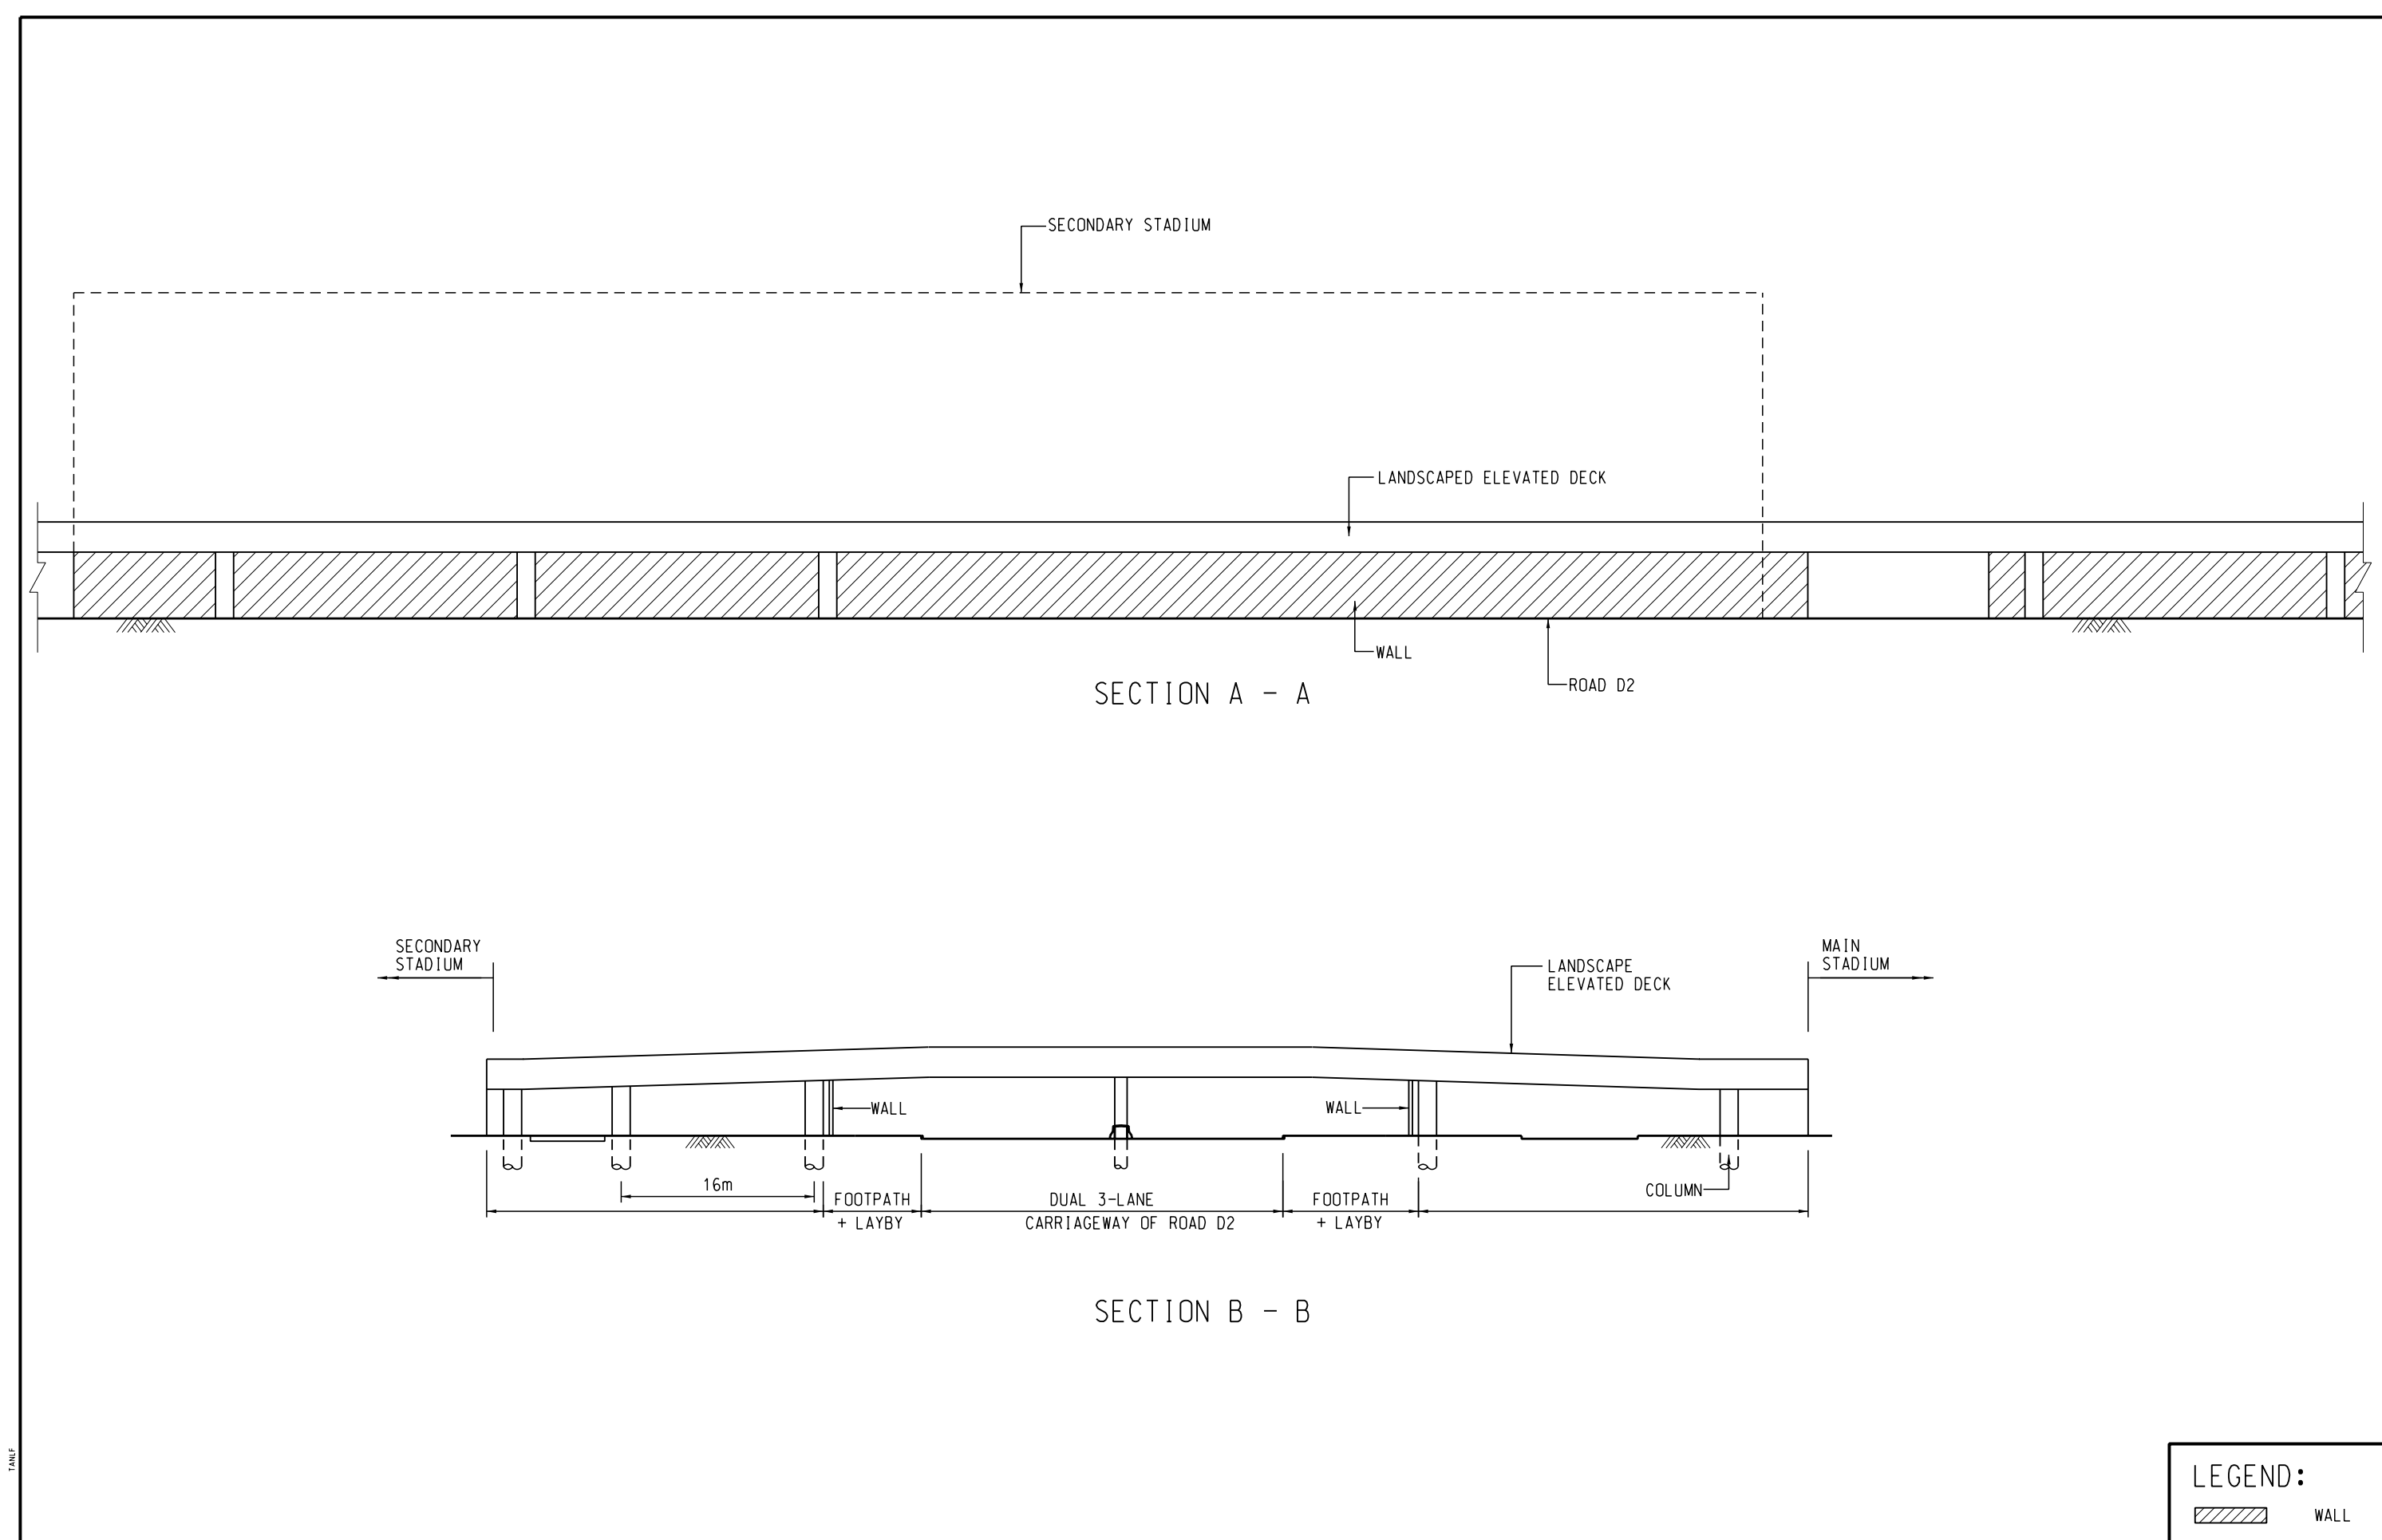 SECONDARY STADIUM
LANDSCAPED ELEVATED DECK
WALL
ROAD D2
SECTION A - A
SECONDARY
STADIUM
MAIN
STADIUM
LANDSCAPE
ELEVATED DECK
WALL
WALL
16m
COLUMN
FOOTPATH
+ LAYBY
DUAL 3-LANE
CARRIAGEWAY OF ROAD D2
FOOTPATH
+ LAYBY
SECTION B - B
TANLF
LEGEND:
WALL